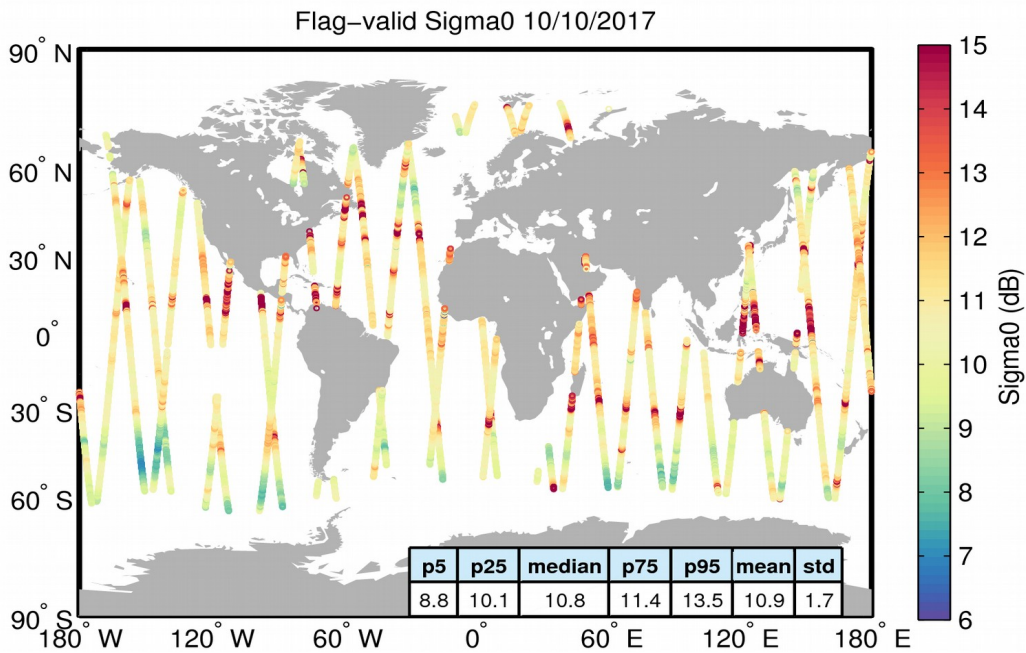 Flag–valid Sigma0 10/10/2017
90° N
60° N
30° N
0°
30° S
60° S
90° S
180° W
120° W
60° W
0°
60° E
120° E
180° E
p5 p25 median p75 p95 mean std
8.8 10.1 10.8 11.4 13.5 10.9 1.7
15
14
13
12
11
10
9
8
7
6
Sigma0 (dB)